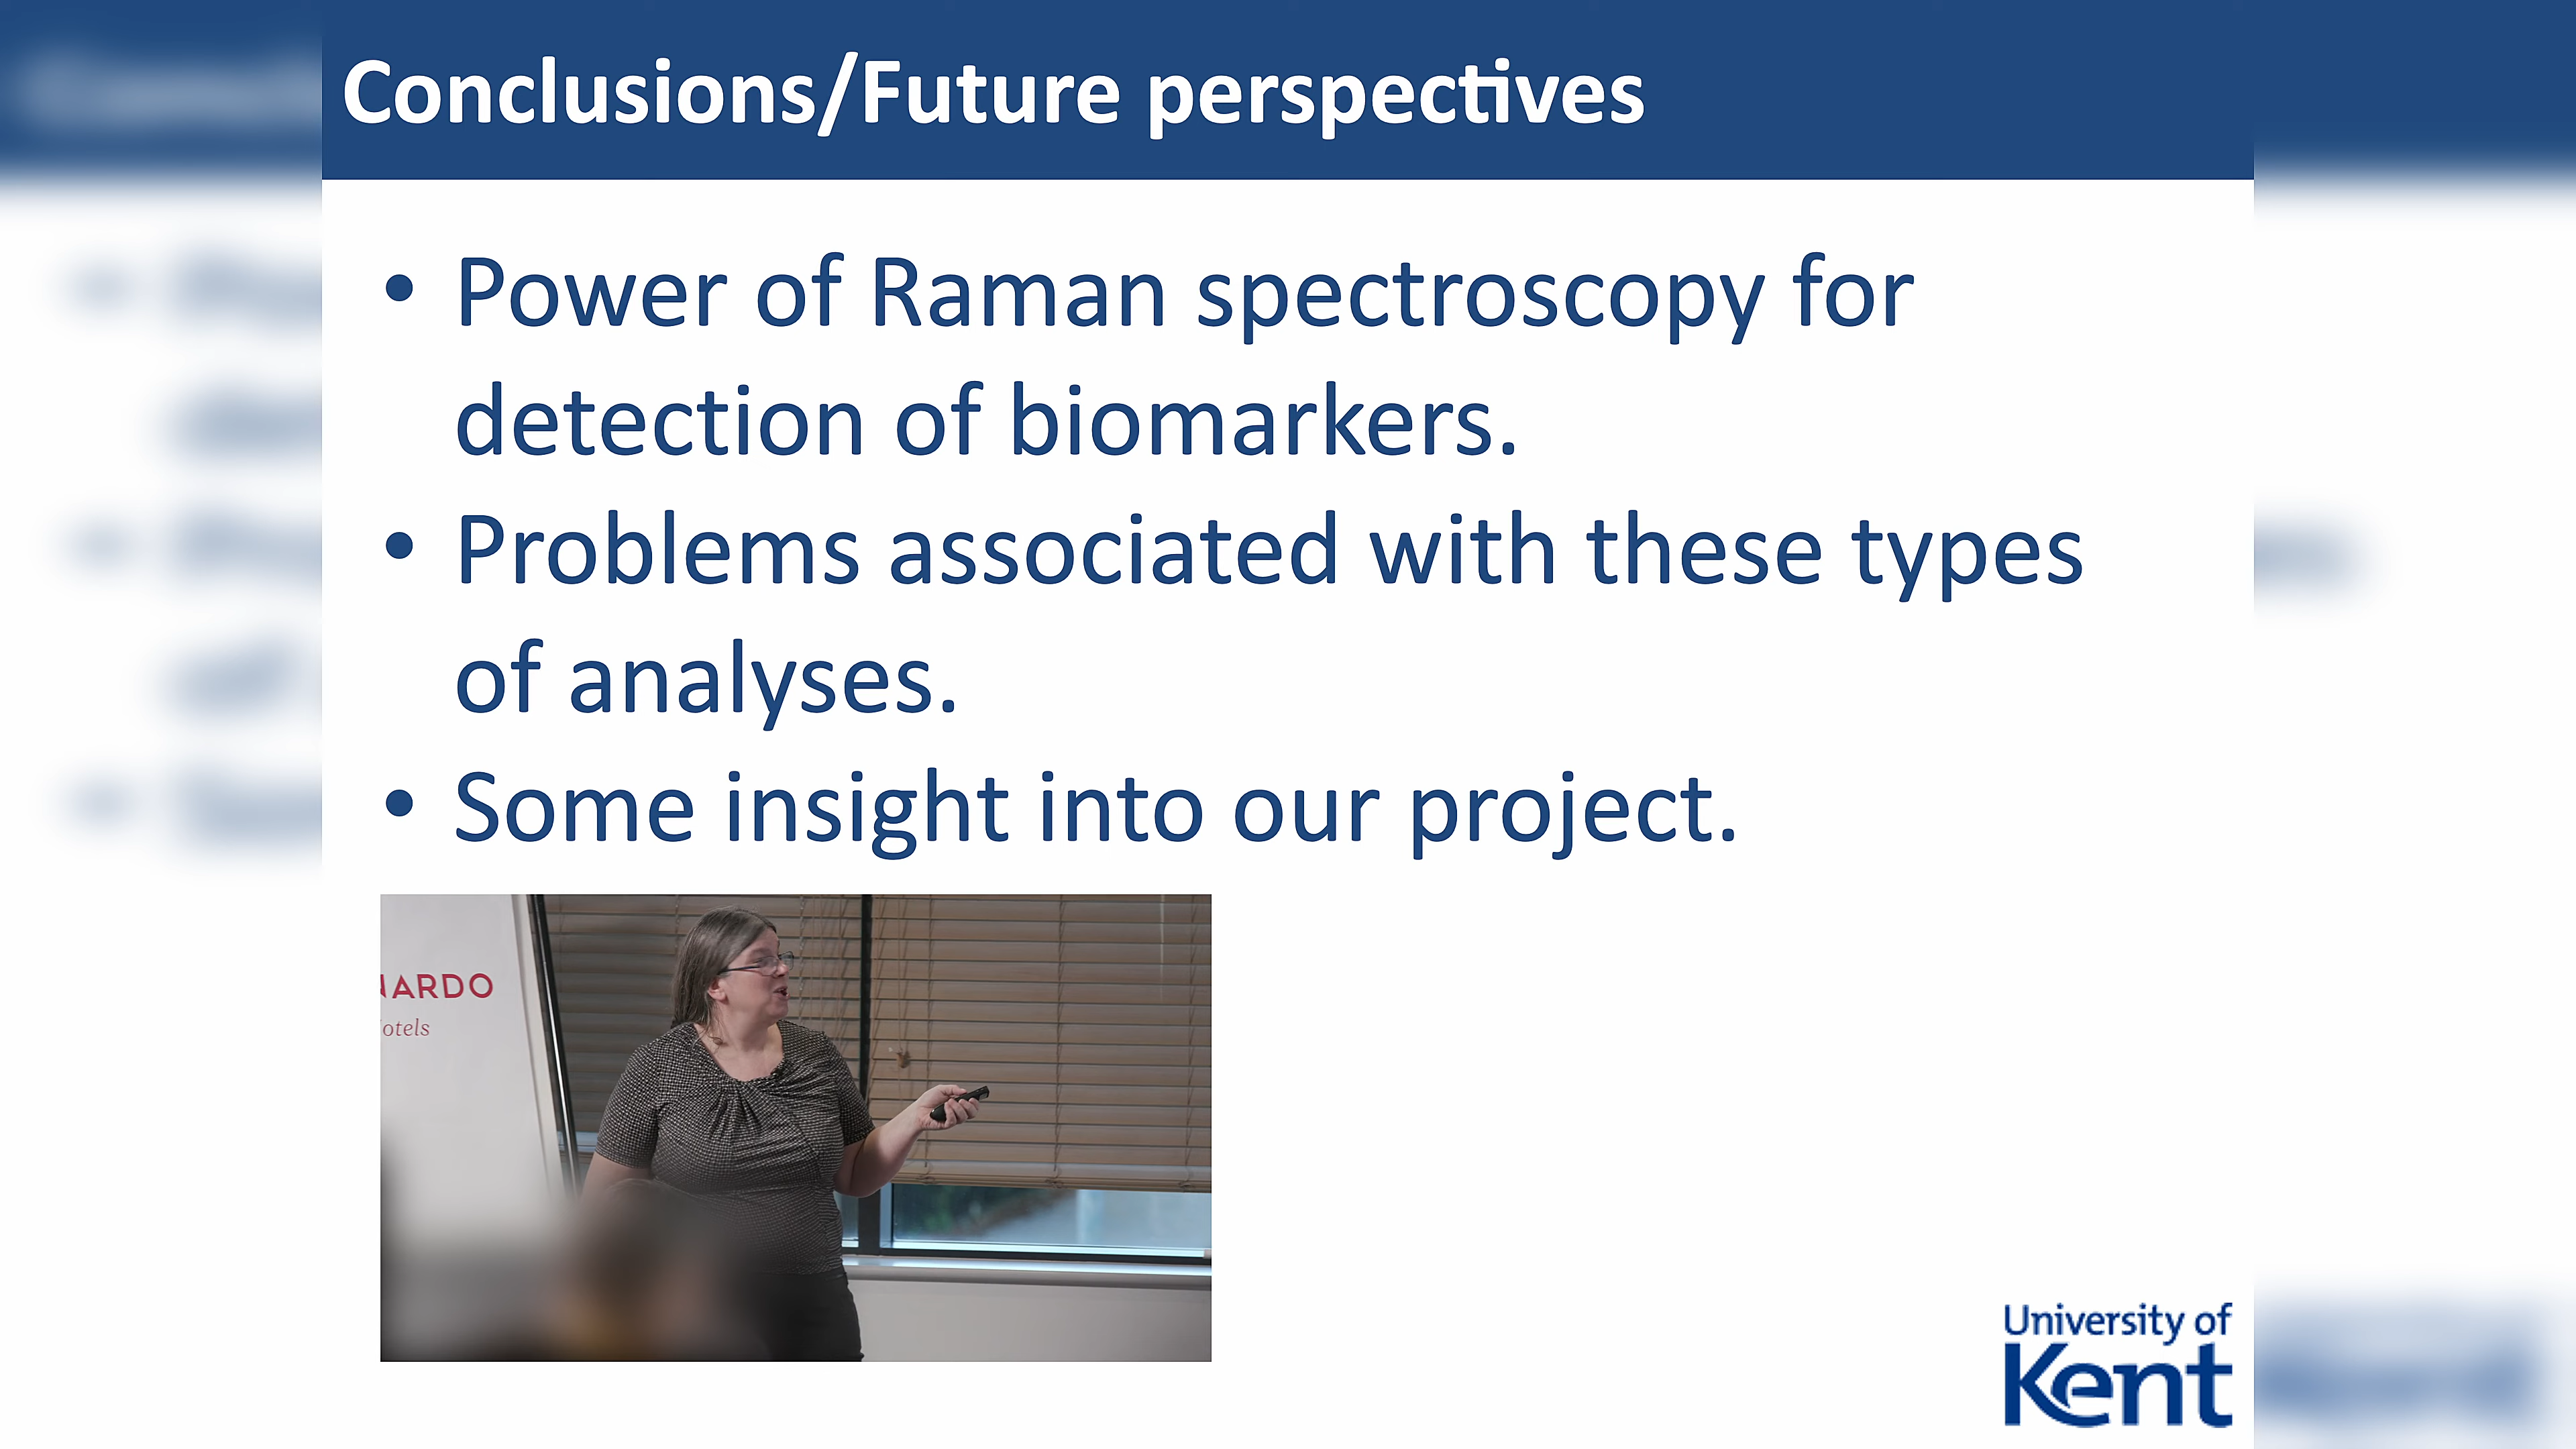 Conclusions/Future perspectives
• Power of Raman spectroscopy for
detection of biomarkers.
• Problems associated with these types
of analyses.
• Some insight into our project.
NARDO
otels
University of
Kent